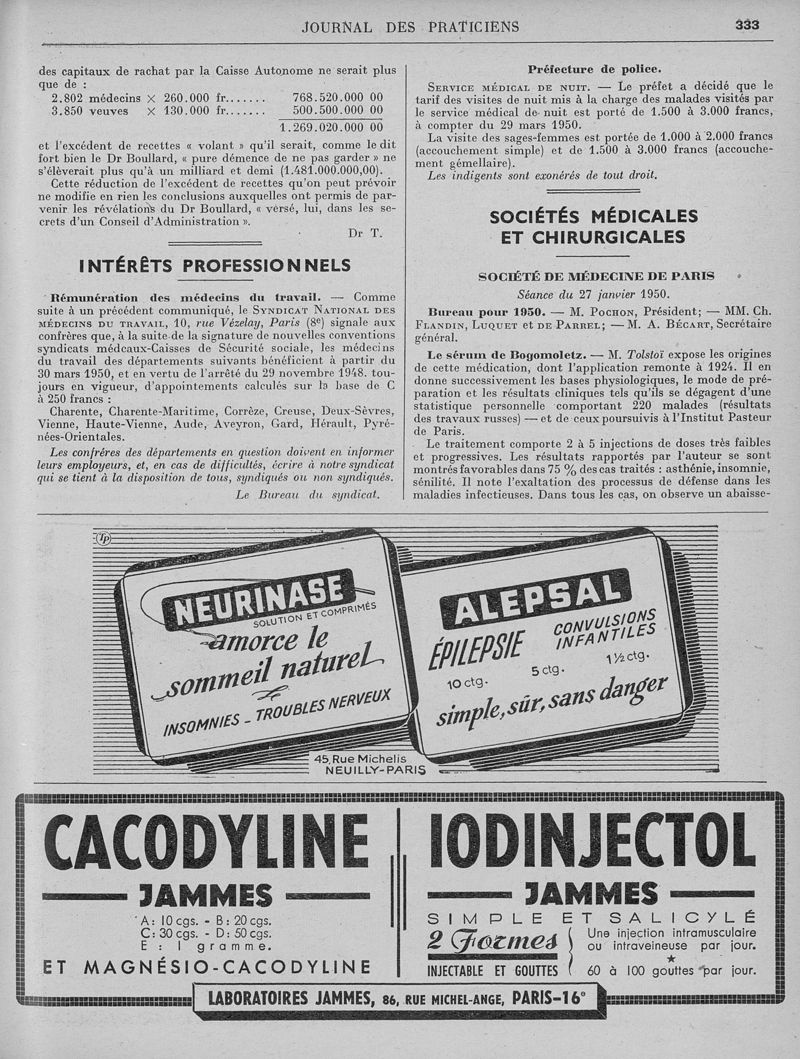 JOURNAL DES PRATICIENS
333
des capitaux de rachat par la Caisse Autonome ne serait plus
que de :
2.802 médecins × 260.000 fr....... 768.520.000 00
3.850 veuves × 130.000 fr....... 500.500.000 00
1.269.020.000 00
et l'excédent de recettes « volant » qu'il serait, comme le dit
fort bien le Dr Boullard, « pure démence de ne pas garder » ne
s'élèverait plus qu'à un milliard et demi (1.481.000.000,00).
Cette réduction de l'excédent de recettes qu'on peut prévoir
ne modifie en rien les conclusions auxquelles ont permis de par-
venir les révélations du Dr Boullard, « versé, lui, dans les se-
crets d'un Conseil d'Administration ».
Dr T.
INTÉRÊTS PROFESSIONNELS
Rémunération des médecins du travail. — Comme
suite à un précédent communiqué, le SYNDICAT NATIONAL DES
MÉDECINS DU TRAVAIL, 10, rue Vézelay, Paris (8e) signale aux
confrères que, à la suite de la signature de nouvelles conventions
syndicats médcaux-Caisses de Sécurité sociale, les médecins
du travail des départements suivants bénéficient à partir du
30 mars 1950, et en vertu de l'arrêté du 29 novembre 1948. tou-
jours en vigueur, d'appointements calculés sur la base de C
à 250 francs :
Charente, Charente-Maritime, Corrèze, Creuse, Deux-Sèvres,
Vienne, Haute-Vienne, Aude, Aveyron, Gard, Hérault, Pyré-
nées-Orientales.
Les confrères des départements en question doivent en informer
leurs employeurs, et, en cas de difficultés, écrire à notre syndicat
qui se tient à la disposition de tous, syndiqués ou non syndiqués.
Le Bureau du syndicat.
Préfecture de police.
SERVICE MÉDICAL DE NUIT. — Le préfet a décidé que le
tarif des visites de nuit mis à la charge des malades visités par
le service médical de nuit est porté de 1.500 à 3.000 francs,
à compter du 29 mars 1950.
La visite des sages-femmes est portée de 1.000 à 2.000 francs
(accouchement simple) et de 1.500 à 3.000 francs (accouche-
ment gémellaire).
Les indigents sont exonérés de tout droit.
SOCIÉTÉS MÉDICALES
ET CHIRURGICALES
SOCIÉTÉ DE MÉDECINE DE PARIS
Séance du 27 janvier 1950.
Bureau pour 1950. — M. POCHON, Président; — MM. Ch.
FLANDIN, LUQUET et DE PARREL; — M. A. BÉCART, Secrétaire
général.
Le sérum de Bogomoletz. — M. Tolstoï expose les origines
de cette médication, dont l'application remonte à 1924. Il en
donne successivement les bases physiologiques, le mode de pré-
paration et les résultats cliniques tels qu'ils se dégagent d'une
statistique personnelle comportant 220 malades (résultats
des travaux russes) — et de ceux poursuivis à l'Institut Pasteur
de Paris.
Le traitement comporte 2 à 5 injections de doses très faibles
et progressives. Les résultats rapportés par l'auteur se sont
montrés favorables dans 75 % des cas traités : asthénie, insomnie,
sénilité. Il note l'exaltation des processus de défense dans les
maladies infectieuses. Dans tous les cas, on observe un abaisse-
NEURINASE
SOLUTION ET COMPRIMÉS
amorce le
sommeil naturel
INSOMNIES - TROUBLES NERVEUX
ALEPSAL
ÉPILEPSIE
CONVULSIONS
INFANTILES
10 ctg. 5 ctg. 1 ½ ctg.
simple, sûr, sans danger
45, Rue Michelis
NEUILLY-PARIS
CACODYLINE
JAMMES
A: 10 cgs. - B: 20 cgs.
C: 30 cgs. - D: 50 cgs.
E : 1 gramme.
ET MAGNÉSIO-CACODYLINE
IODINJECTOL
JAMMES
SIMPLE ET SALICYLÉ
2 Formes
INJECTABLE ET GOUTTES
Une injection intramusculaire
ou intraveineuse par jour.
★
60 à 100 gouttes par jour.
LABORATOIRES JAMMES, 86, RUE MICHEL-ANGE, PARIS-16e